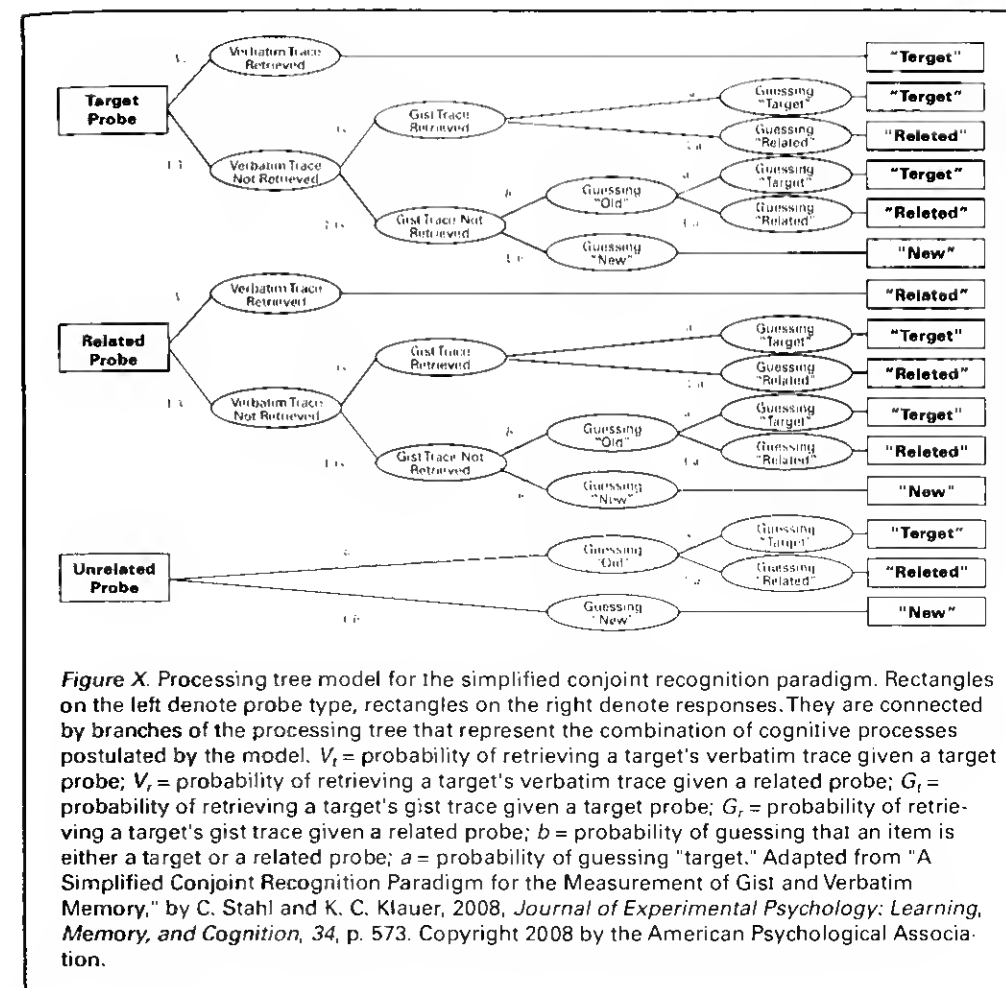 Verbatim Trace Retrieved
"Terget"
Target Probe
Gist Trace Retrieved
Guessing "Target"
"Terget"
Guessing "Related"
"Releted"
Verbatim Trace Not Retrieved
Guessing "Old"
Guessing "Target"
"Terget"
Gist Trace Not Retrieved
Guessing "Related"
"Releted"
Guessing "New"
"New"
Verbatim Trace Retrieved
"Releted"
Related Probe
Gist Trace Retrieved
Guessing "Target"
"Terget"
Guessing "Related"
"Releted"
Verbatim Trace Not Retrieved
Guessing "Old"
Guessing "Target"
"Terget"
Gist Trace Not Retrieved
Guessing "Related"
"Releted"
Guessing "New"
"New"
Unrelated Probe
Guessing "Old"
Guessing "Target"
"Terget"
Guessing "Related"
"Releted"
Guessing "New"
"New"
Figure X. Processing tree model for the simplified conjoint recognition paradigm. Rectangles
on the left denote probe type, rectangles on the right denote responses. They are connected
by branches of the processing tree that represent the combination of cognitive processes
postulated by the model. Vt = probability of retrieving a target's verbatim trace given a target
probe; Vr = probability of retrieving a target's verbatim trace given a related probe; Gt =
probability of retrieving a target's gist trace given a target probe; Gr = probability of retrie-
ving a target's gist trace given a related probe; b = probability of guessing that an item is
either a target or a related probe; a = probability of guessing "target." Adapted from "A
Simplified Conjoint Recognition Paradigm for the Measurement of Gist and Verbatim
Memory," by C. Stahl and K. C. Klauer, 2008, Journal of Experimental Psychology: Learning,
Memory, and Cognition, 34, p. 573. Copyright 2008 by the American Psychological Associa-
tion.